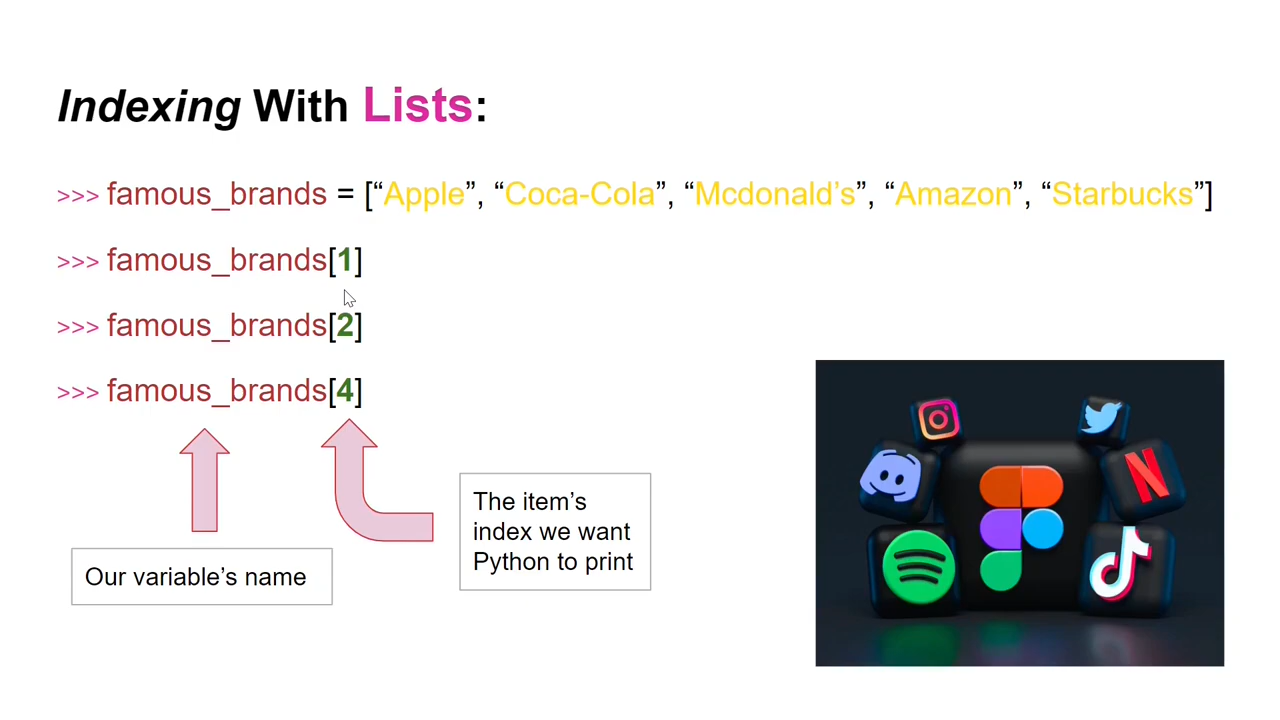 Indexing With Lists:
>>> famous_brands = [“Apple”, “Coca-Cola”, “Mcdonald’s”, “Amazon”, “Starbucks”]
>>> famous_brands[1]
>>> famous_brands[2]
>>> famous_brands[4]
Our variable’s name
The item’s
index we want
Python to print